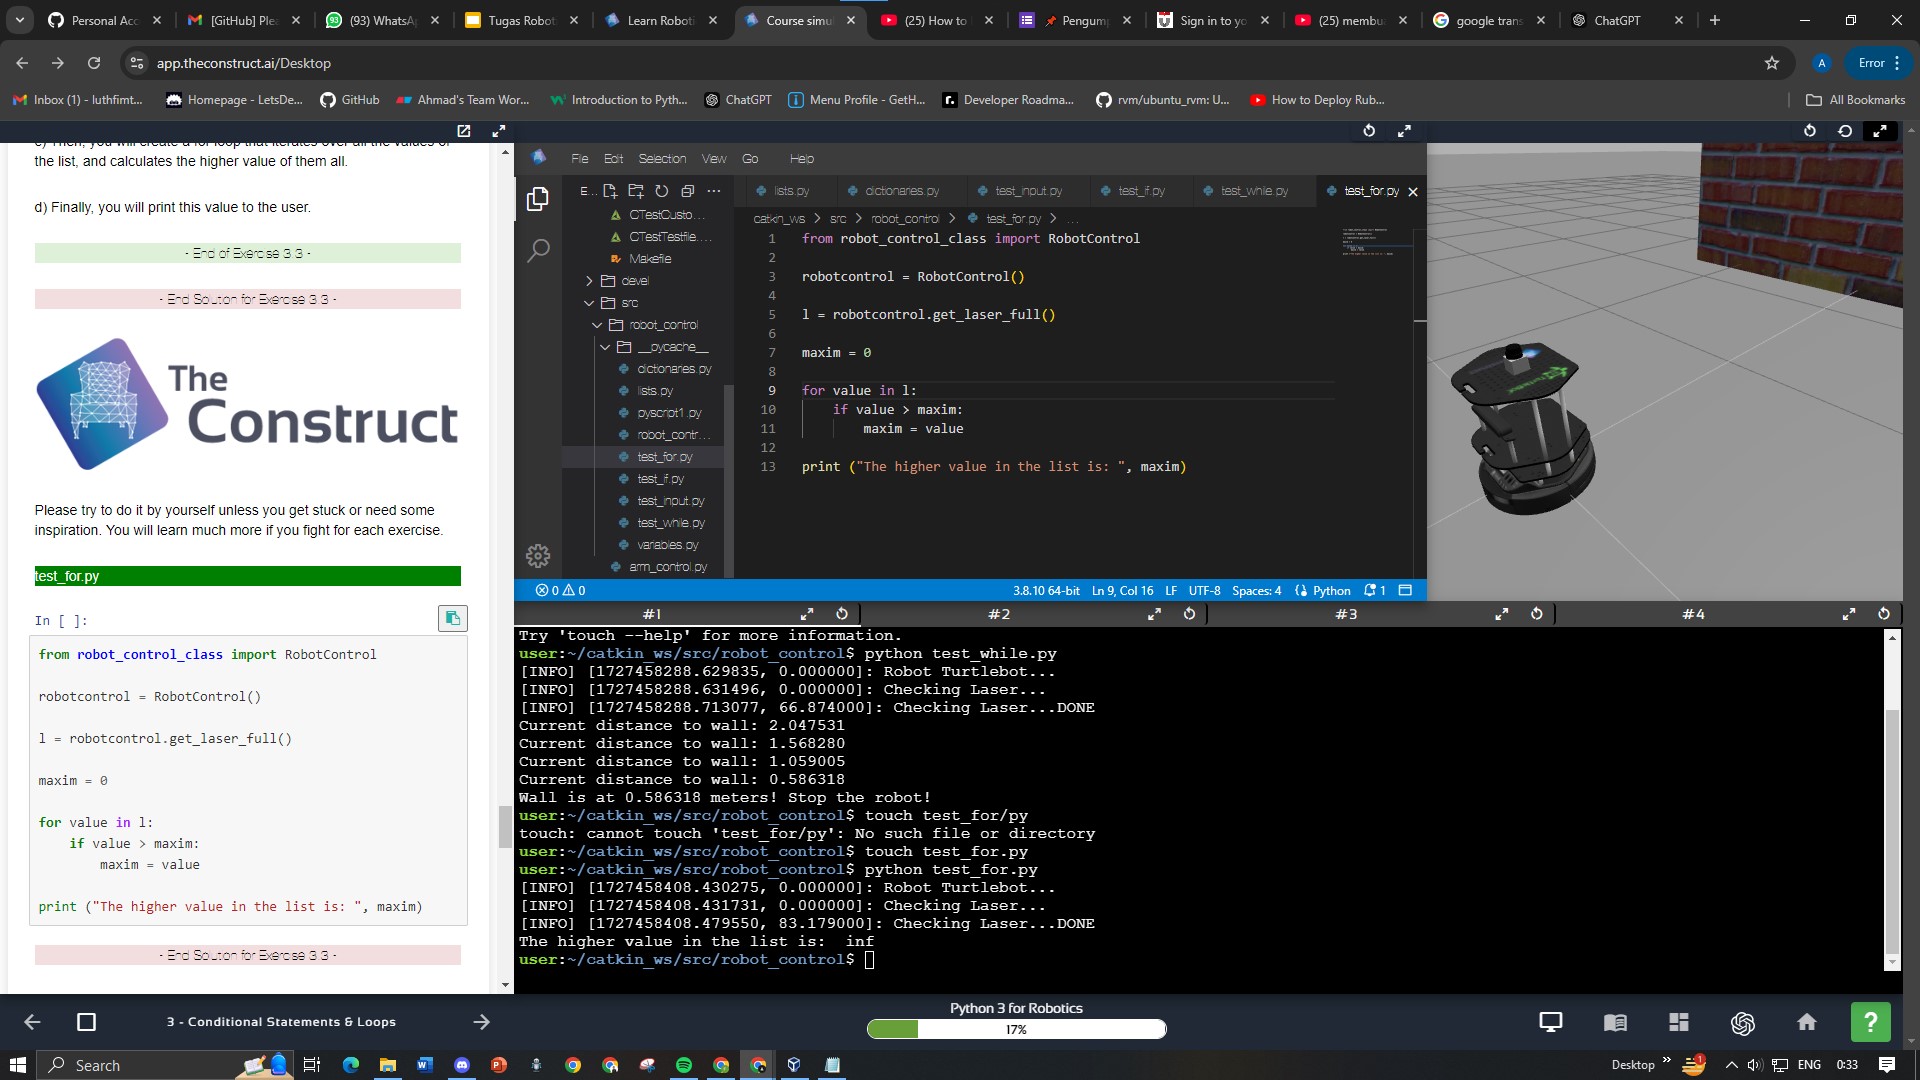 Personal Acc
[GitHub] Ple
(93) WhatsA
Tugas Robot
Learn Roboti
Course simu
(25) How to
Pengump
Sign in to yo
(25) membu
google trans
ChatGPT
app.theconstruct.ai/Desktop
A
Error
Inbox (1) - luthfimt...
Homepage - LetsDe...
GitHub
Ahmad's Team Wor...
Introduction to Pyth...
ChatGPT
Menu Profile - GetH...
Developer Roadma...
rvm/ubuntu_rvm: U...
How to Deploy Rub...
All Bookmarks
c) Then, you will create a for loop that iterates over all the values of
the list, and calculates the higher value of them all.
d) Finally, you will print this value to the user.
- End of Exercise 3.3 -
- End Solution for Exercise 3.3 -
The
Construct
Please try to do it by yourself unless you get stuck or need some
inspiration. You will learn much more if you fight for each exercise.
test_for.py
In [ ]:
from robot_control_class import RobotControl
robotcontrol = RobotControl()
l = robotcontrol.get_laser_full()
maxim = 0
for value in l:
if value > maxim:
maxim = value
print ("The higher value in the list is: ", maxim)
- End Solution for Exercise 3.3 -
File Edit Selection View Go Help
E...
CTestCusto...
CTestTestfile....
Makefile
devel
src
robot_control
__pycache__
dictionaries.py
lists.py
pyscript1.py
robot_contr...
test_for.py
test_if.py
test_input.py
test_while.py
variables.py
arm_control.py
lists.py
dictionaries.py
test_input.py
test_if.py
test_while.py
test_for.py
catkin_ws > src > robot_control > test_for.py > ...
1 from robot_control_class import RobotControl
2
3 robotcontrol = RobotControl()
4
5 l = robotcontrol.get_laser_full()
6
7 maxim = 0
8
9 for value in l:
10 if value > maxim:
11 maxim = value
12
13 print ("The higher value in the list is: ", maxim)
0 0
3.8.10 64-bit Ln 9, Col 16 LF UTF-8 Spaces: 4 Python 1
#1
#2
#3
#4
Try 'touch --help' for more information.
user:~/catkin_ws/src/robot_control$ python test_while.py
[INFO] [1727458288.629835, 0.000000]: Robot Turtlebot...
[INFO] [1727458288.631496, 0.000000]: Checking Laser...
[INFO] [1727458288.713077, 66.874000]: Checking Laser...DONE
Current distance to wall: 2.047531
Current distance to wall: 1.568280
Current distance to wall: 1.059005
Current distance to wall: 0.586318
Wall is at 0.586318 meters! Stop the robot!
user:~/catkin_ws/src/robot_control$ touch test_for/py
touch: cannot touch 'test_for/py': No such file or directory
user:~/catkin_ws/src/robot_control$ touch test_for.py
user:~/catkin_ws/src/robot_control$ python test_for.py
[INFO] [1727458408.430275, 0.000000]: Robot Turtlebot...
[INFO] [1727458408.431731, 0.000000]: Checking Laser...
[INFO] [1727458408.479550, 83.179000]: Checking Laser...DONE
The higher value in the list is:  inf
user:~/catkin_ws/src/robot_control$
3 - Conditional Statements & Loops
Python 3 for Robotics
17%
?
Search
Desktop
1
ENG
0:33